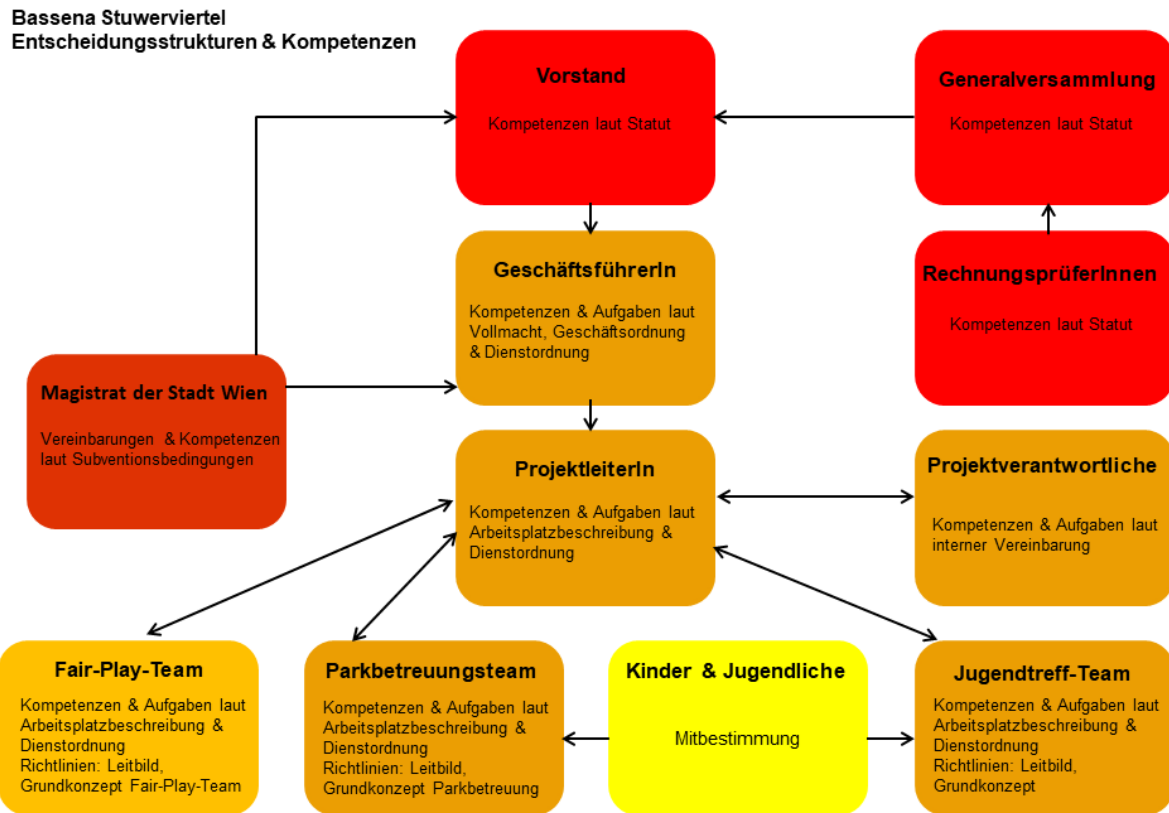 Bassena Stuwerviertel
Entscheidungsstrukturen & Kompetenzen
Vorstand
Kompetenzen laut Statut
Generalversammlung
Kompetenzen laut Statut
GeschäftsführerIn
Kompetenzen & Aufgaben laut
Vollmacht, Geschäftsordnung
& Dienstordnung
RechnungsprüferInnen
Kompetenzen laut Statut
Magistrat der Stadt Wien
Vereinbarungen & Kompetenzen
laut Subventionsbedingungen
ProjektleiterIn
Kompetenzen & Aufgaben laut
Arbeitsplatzbeschreibung &
Dienstordnung
Projektverantwortliche
Kompetenzen & Aufgaben laut
interner Vereinbarung
Fair-Play-Team
Kompetenzen & Aufgaben laut
Arbeitsplatzbeschreibung &
Dienstordnung
Richtlinien: Leitbild,
Grundkonzept Fair-Play-Team
Parkbetreuungsteam
Kompetenzen & Aufgaben laut
Arbeitsplatzbeschreibung &
Dienstordnung
Richtlinien: Leitbild,
Grundkonzept Parkbetreuung
Kinder & Jugendliche
Mitbestimmung
Jugendtreff-Team
Kompetenzen & Aufgaben laut
Arbeitsplatzbeschreibung &
Dienstordnung
Richtlinien: Leitbild,
Grundkonzept